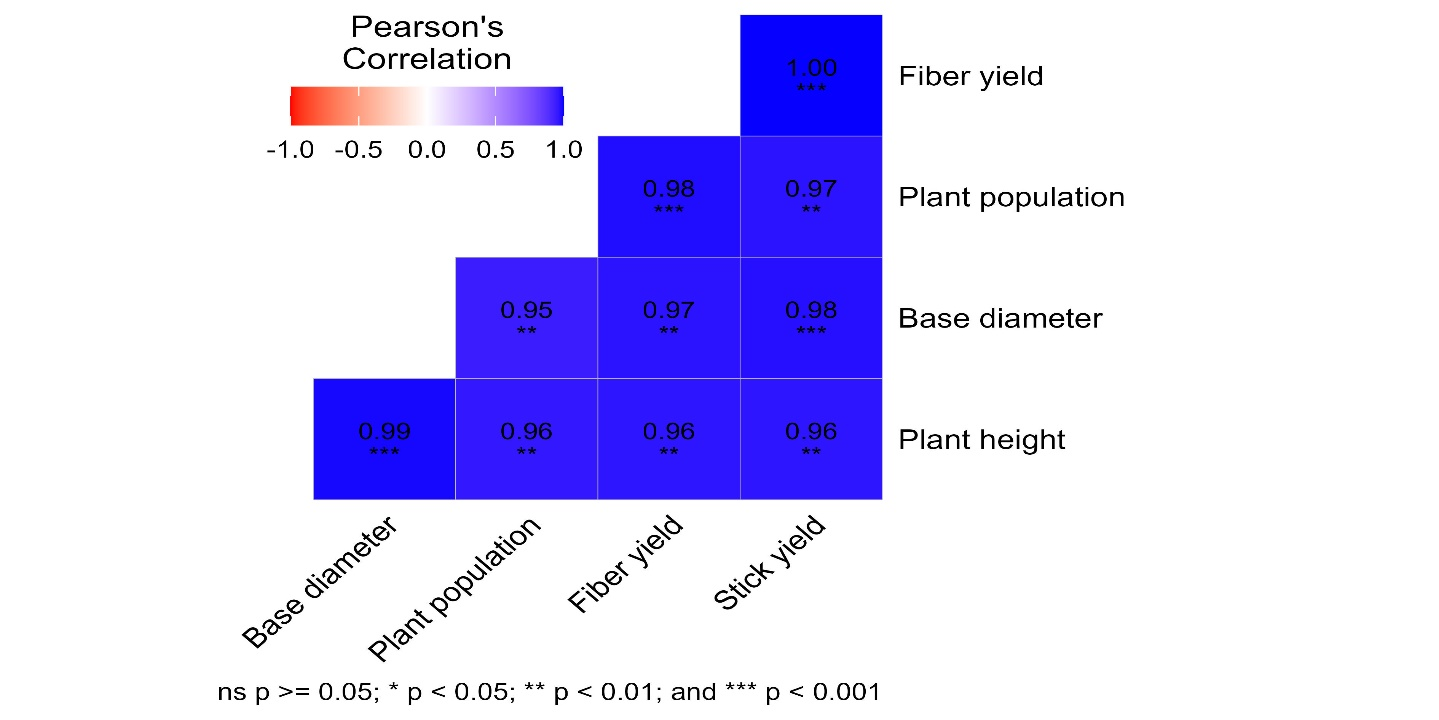 Pearson's
Correlation
-1.0 -0.5 0.0 0.5 1.0
1.00
***
Fiber yield
0.98 0.97
*** **
Plant population
0.95 0.97 0.98
** ** ***
Base diameter
0.99 0.96 0.96 0.96
*** ** ** **
Plant height
Base diameter
Plant population
Fiber yield
Stick yield
ns p >= 0.05; * p < 0.05; ** p < 0.01; and *** p < 0.001